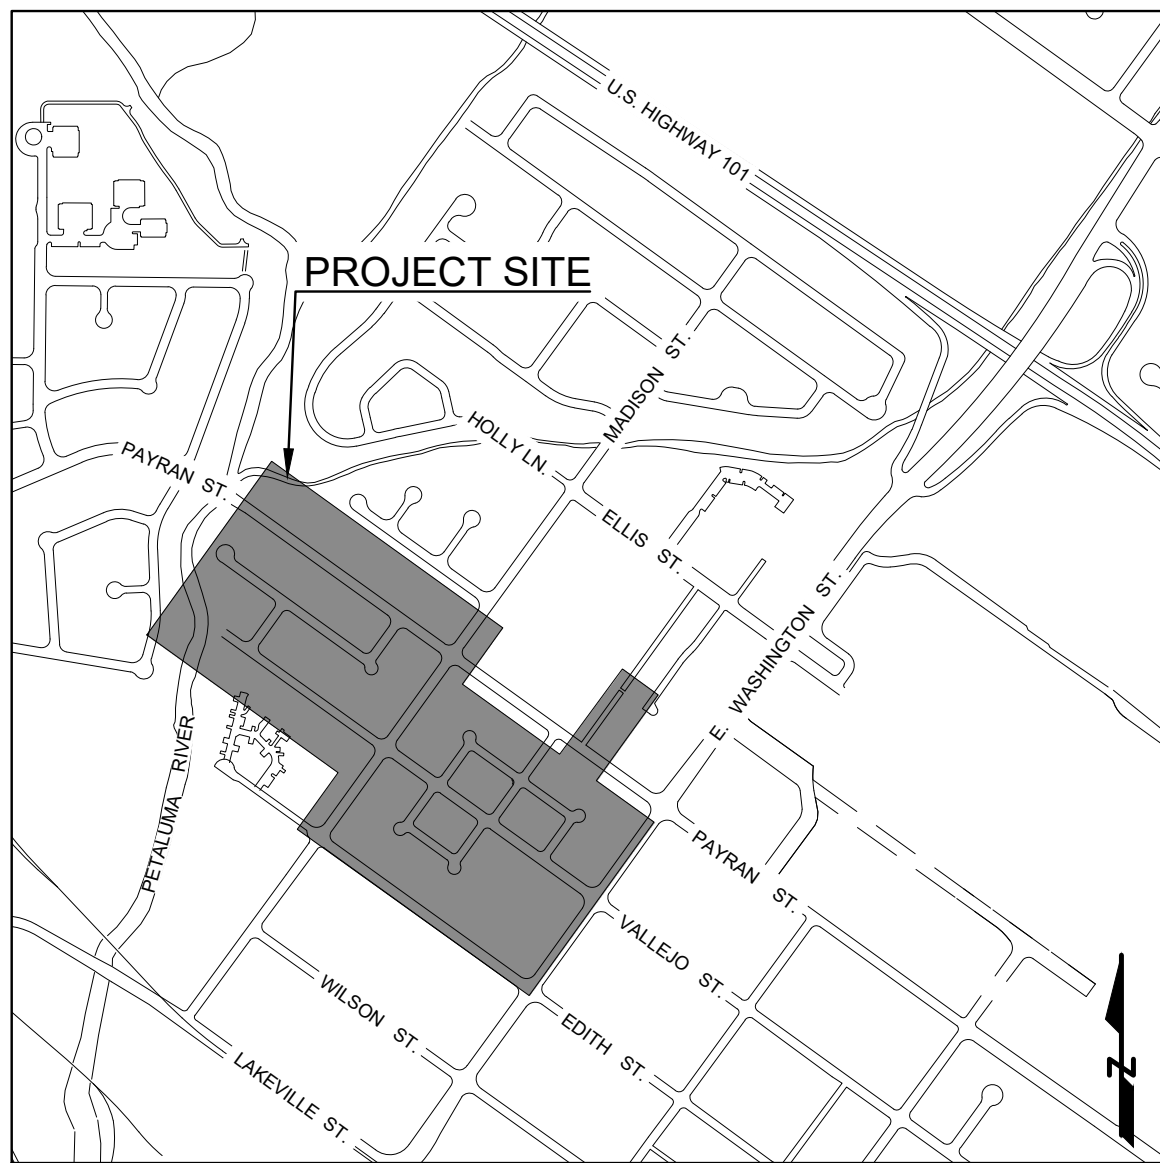 U.S. HIGHWAY 101
PROJECT SITE
MADISON ST.
HOLLY LN.
PAYRAN ST.
ELLIS ST.
E. WASHINGTON ST.
PETALUMA RIVER
PAYRAN ST.
VALLEJO ST.
WILSON ST.
EDITH ST.
LAKEVILLE ST.
N